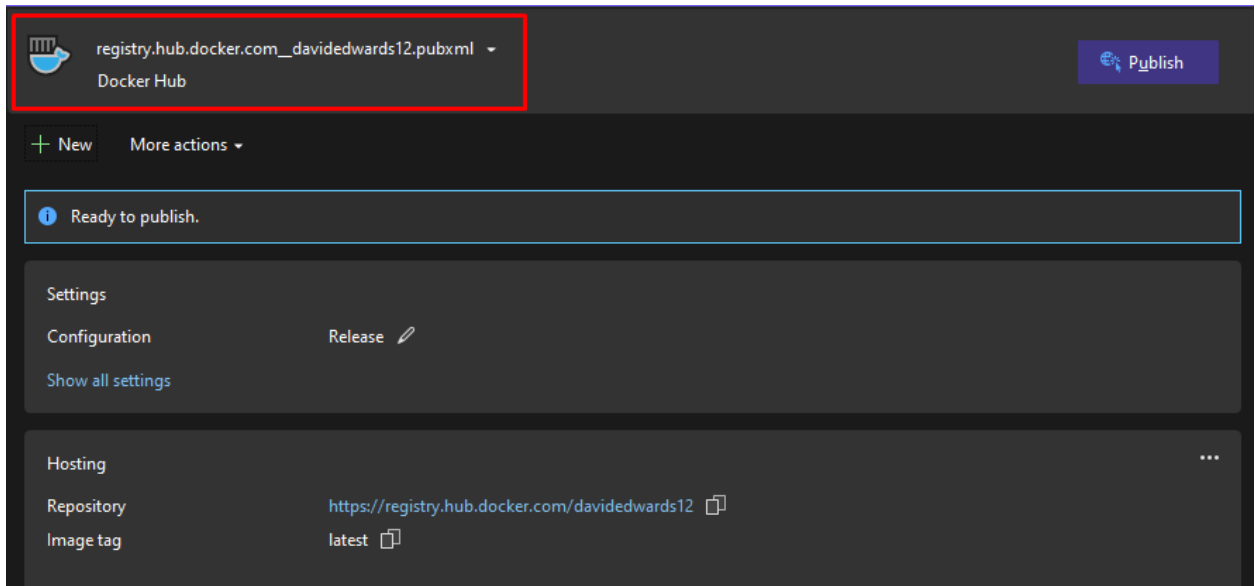 registry.hub.docker.com__davidedwards12.pubxml
Docker Hub
Publish
New
More actions
Ready to publish.
Settings
Configuration Release
Show all settings
Hosting
Repository https://registry.hub.docker.com/davidedwards12
Image tag latest